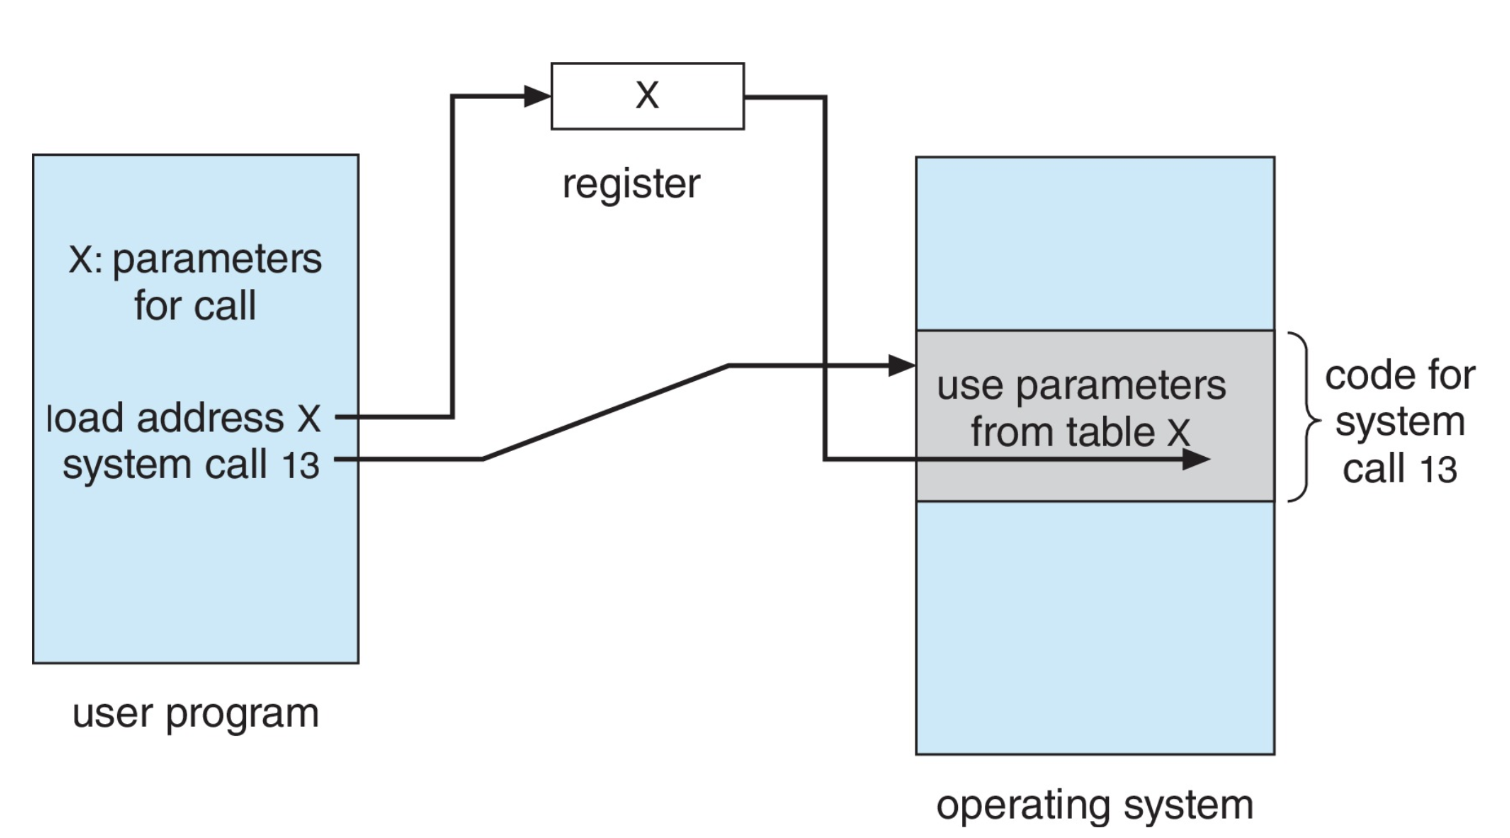 X
register
X: parameters
for call
load address X
system call 13
user program
use parameters
from table X
code for
system
call 13
operating system